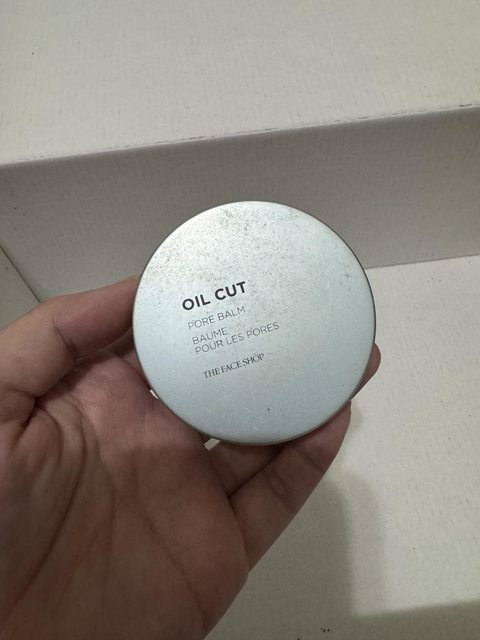 OIL CUT
PORE BALM
BAUME
POUR LES PORES
THE FACE SHOP